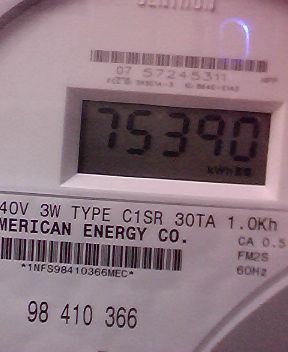 07 57245311
75390
kWh
40V 3W TYPE C1SR 30TA 1.0Kh
MERICAN ENERGY CO.
CA 0.5
*1NFS98410366MEC*
FM2S
60Hz
98 410 366